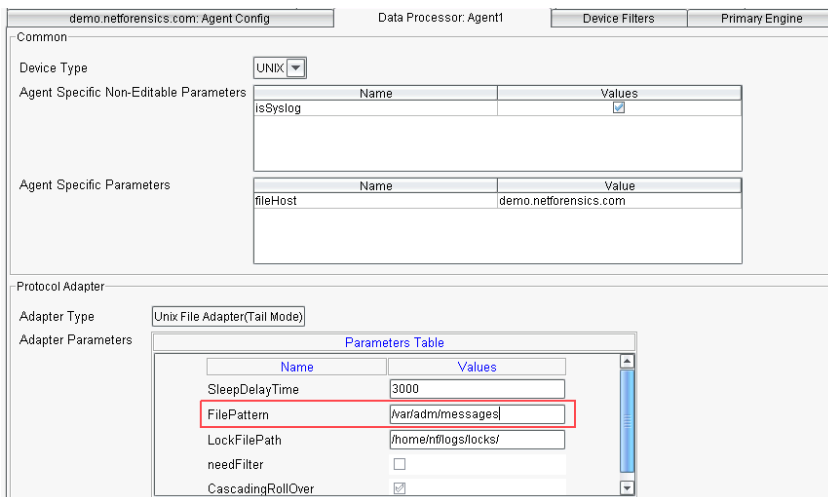 demo.netforensics.com: Agent Config Data Processor: Agent1 Device Filters Primary Engine
Common
Device Type UNIX
Agent Specific Non-Editable Parameters Name Values
isSyslog
Agent Specific Parameters Name Value
fileHost demo.netforensics.com
Protocol Adapter
Adapter Type Unix File Adapter(Tail Mode)
Adapter Parameters Parameters Table
Name Values
SleepDelayTime 3000
FilePattern /var/adm/messages
LockFilePath /home/nf/logs/locks/
needFilter
CascadingRollOver